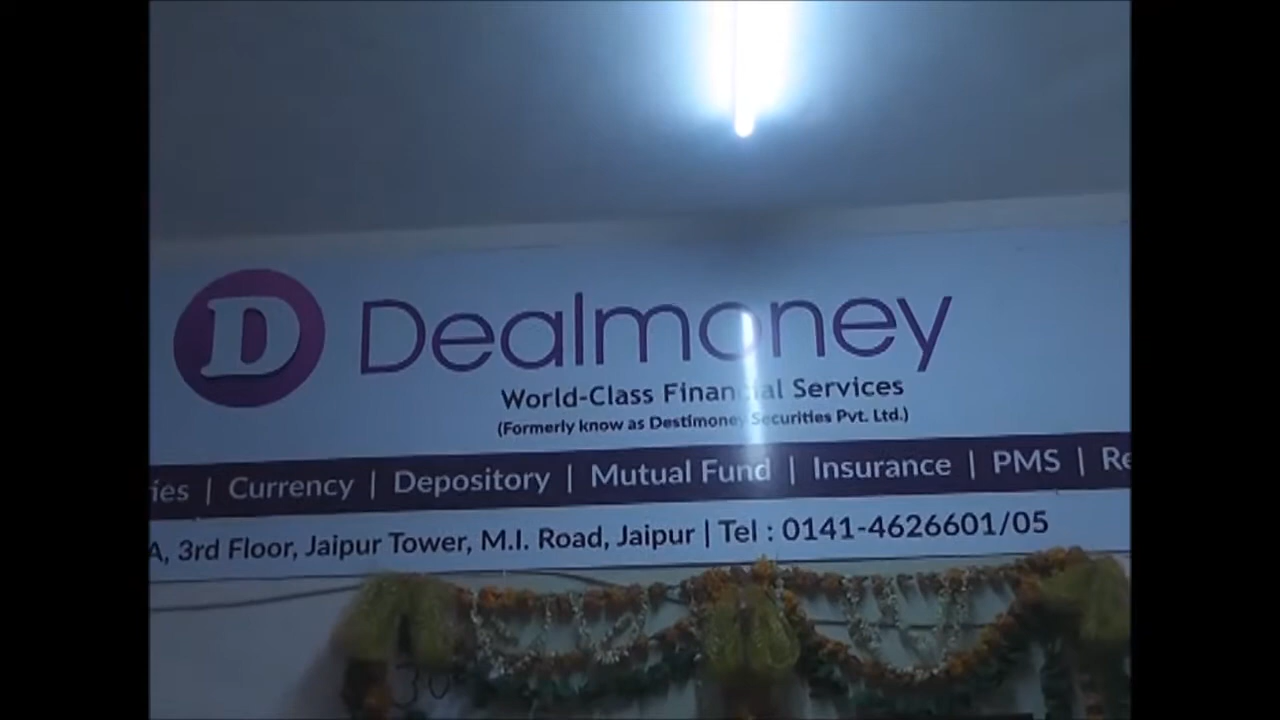 D Dealmoney
World-Class Financial Services
(Formerly know as Destimoney Securities Pvt. Ltd.)
ies | Currency | Depository | Mutual Fund | Insurance | PMS | Re
A, 3rd Floor, Jaipur Tower, M.I. Road, Jaipur | Tel : 0141-4626601/05